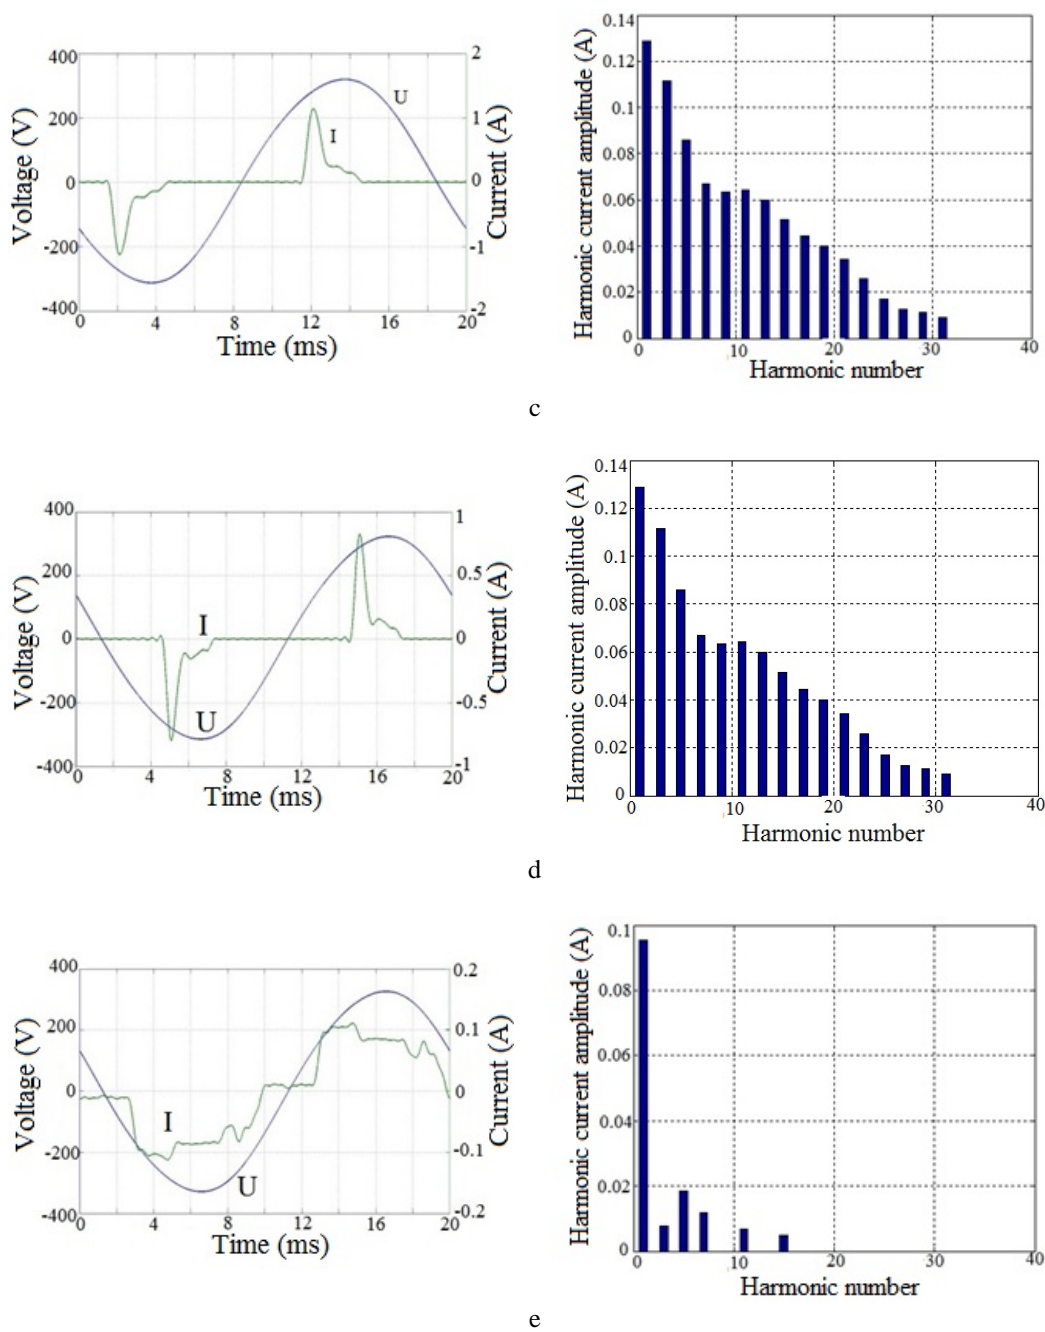 400
200
0
-200
-400
Voltage (V)
2
1
0
-1
-2
Current (A)
U
I
0 4 8 12 16 20
Time (ms)
0.14
0.12
0.1
0.08
0.06
0.04
0.02
0
Harmonic current amplitude (A)
0 10 20 30 40
Harmonic number
c
400
200
0
-200
-400
Voltage (V)
1
0.5
0
-0.5
-1
Current (A)
I
U
0 4 8 12 16 20
Time (ms)
0.14
0.12
0.1
0.08
0.06
0.04
0.02
0
Harmonic current amplitude (A)
0 10 20 30 40
Harmonic number
d
400
200
0
-200
-400
Voltage (V)
0.2
0.1
0
-0.1
-0.2
Current (A)
I
U
0 4 8 12 16 20
Time (ms)
0.1
0.08
0.06
0.04
0.02
0
Harmonic current amplitude (A)
0 10 20 30 40
Harmonic number
e